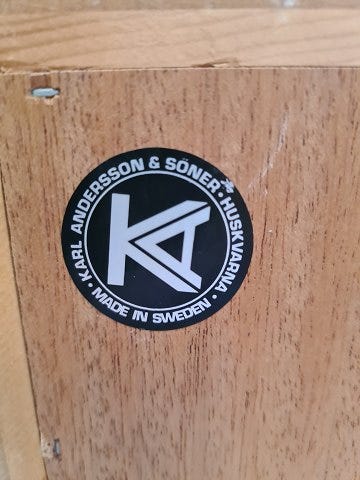 KARL ANDERSSON & SÖNER • HUSKVARNA •
MADE IN SWEDEN •
KA